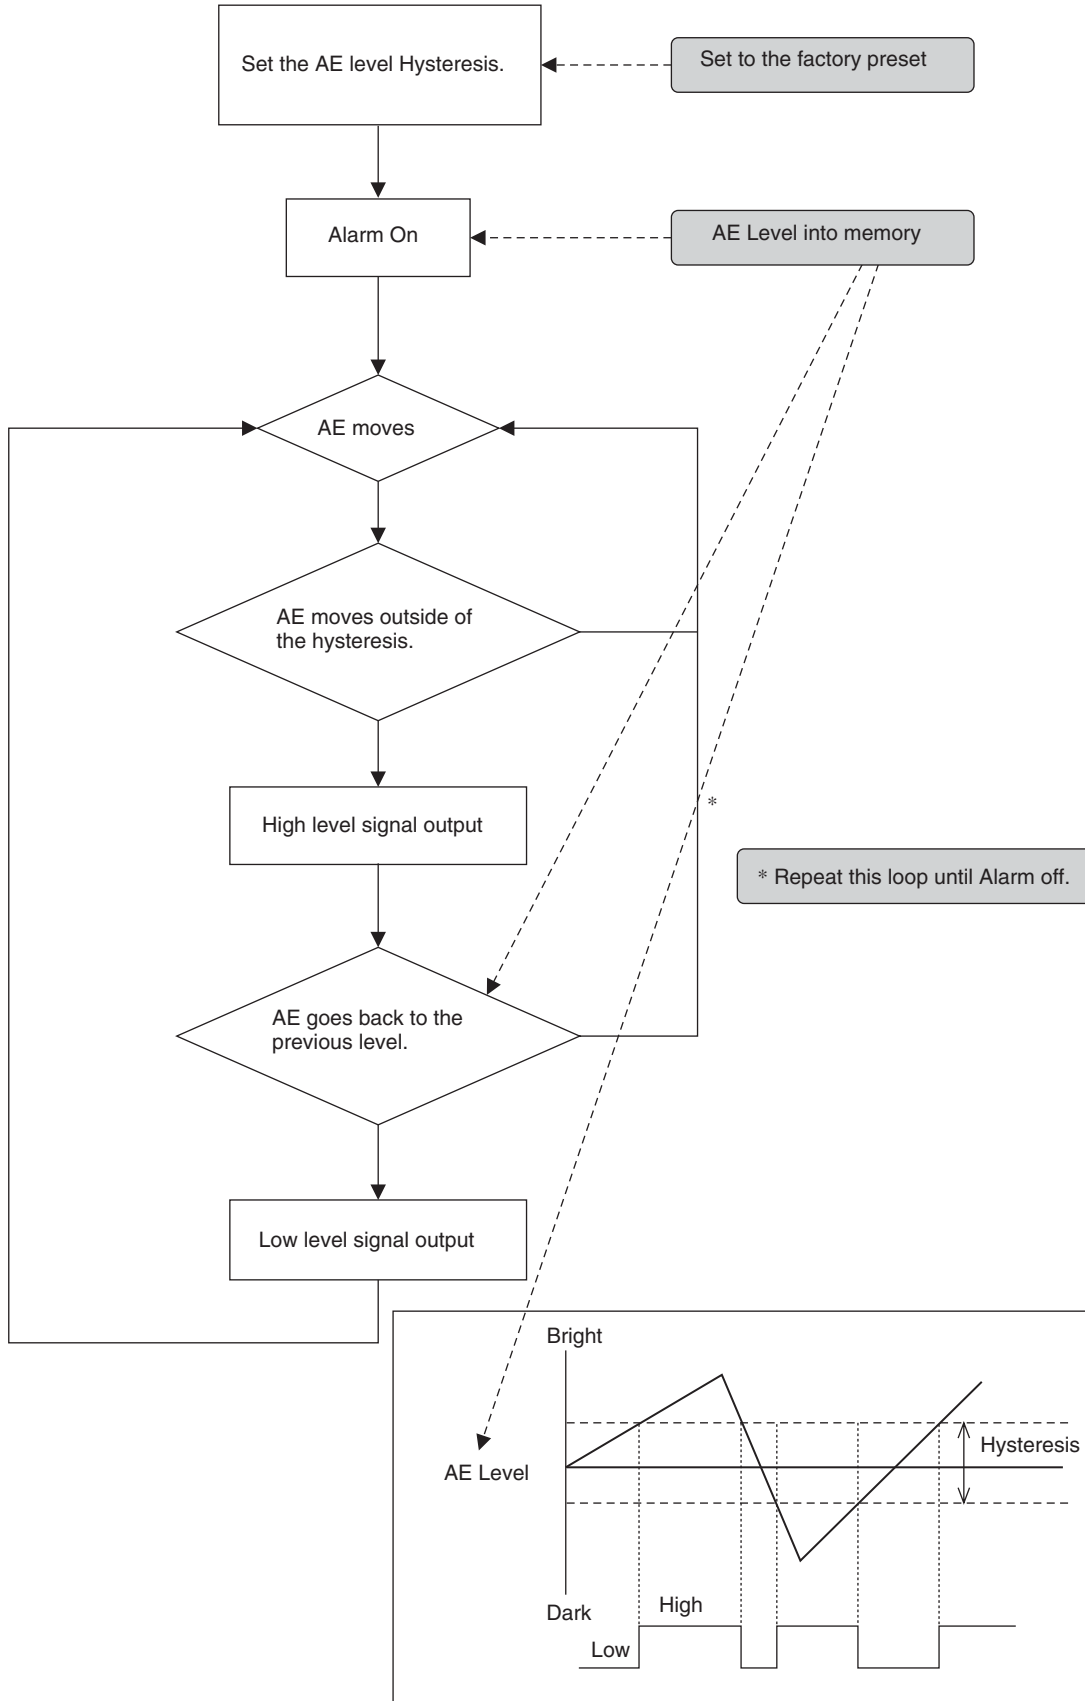 Set the AE level Hysteresis.
Set to the factory preset
Alarm On
AE Level into memory
AE moves
AE moves outside of
the hysteresis.
*
High level signal output
* Repeat this loop until Alarm off.
AE goes back to the
previous level.
Low level signal output
Bright
Hysteresis
AE Level
Dark
High
Low